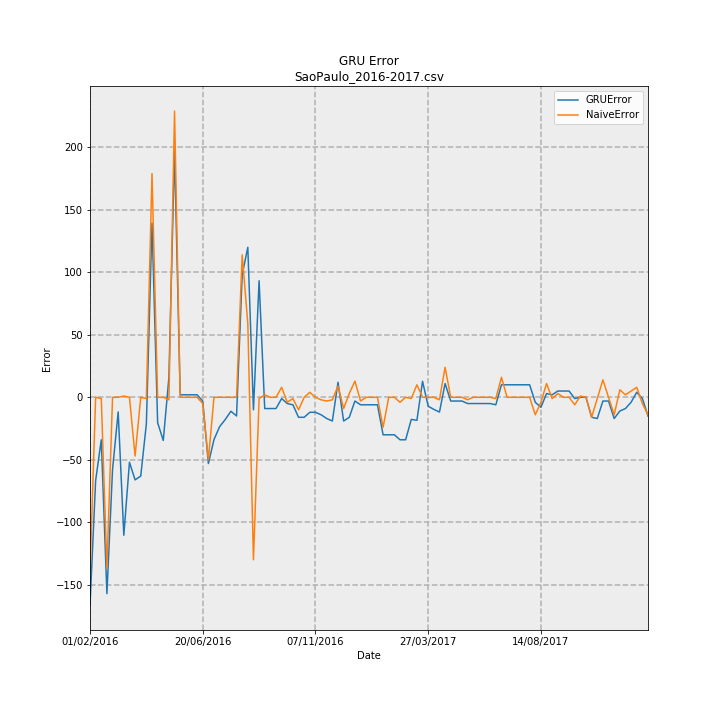 GRU Error
SaoPaulo_2016-2017.csv
GRUError
NaiveError
200
150
100
50
0
−50
−100
−150
Error
01/02/2016
20/06/2016
07/11/2016
27/03/2017
14/08/2017
Date